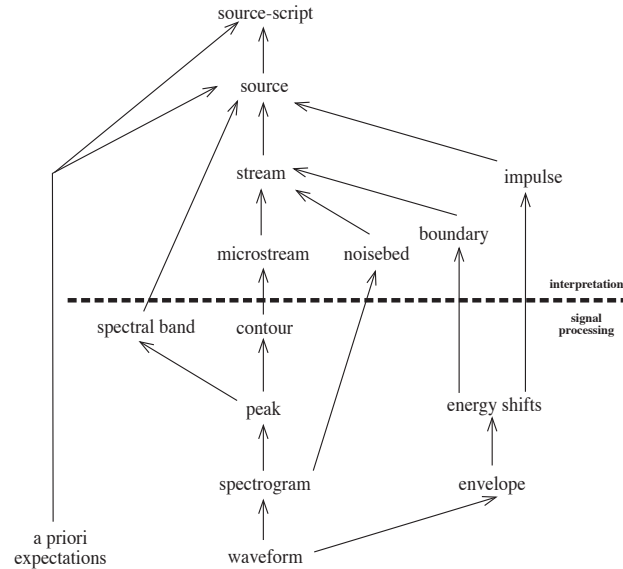 source-script
source
stream
impulse
boundary
microstream
noisebed
interpretation
signal
processing
spectral band
contour
peak
energy shifts
spectrogram
envelope
a priori
expectations
waveform